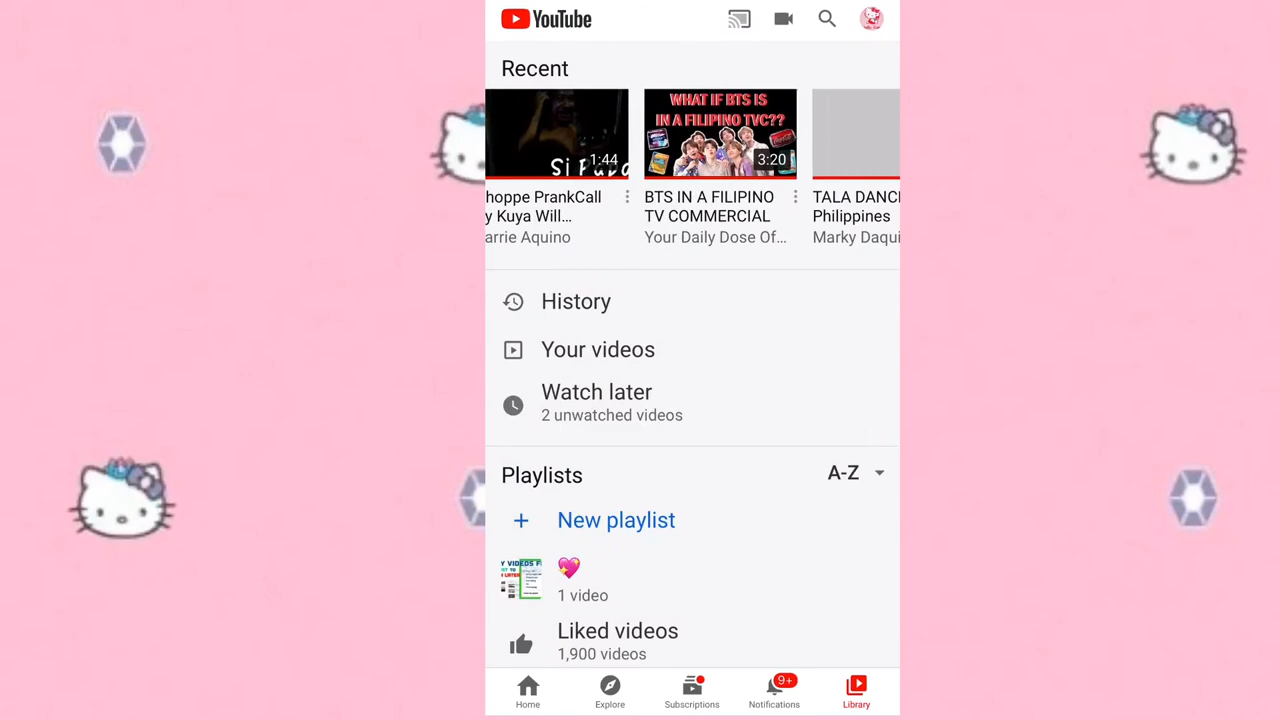 YouTube
Recent
WHAT IF BTS IS
IN A FILIPINO TVC??
1:44
3:20
hoppe PrankCall
y Kuya Will...
arrie Aquino
BTS IN A FILIPINO
TV COMMERCIAL
Your Daily Dose Of...
TALA DANC
Philippines
Marky Daqui
History
Your videos
Watch later
2 unwatched videos
Playlists
A-Z
New playlist
💖
1 video
Liked videos
1,900 videos
Home
Explore
Subscriptions
9+
Notifications
Library